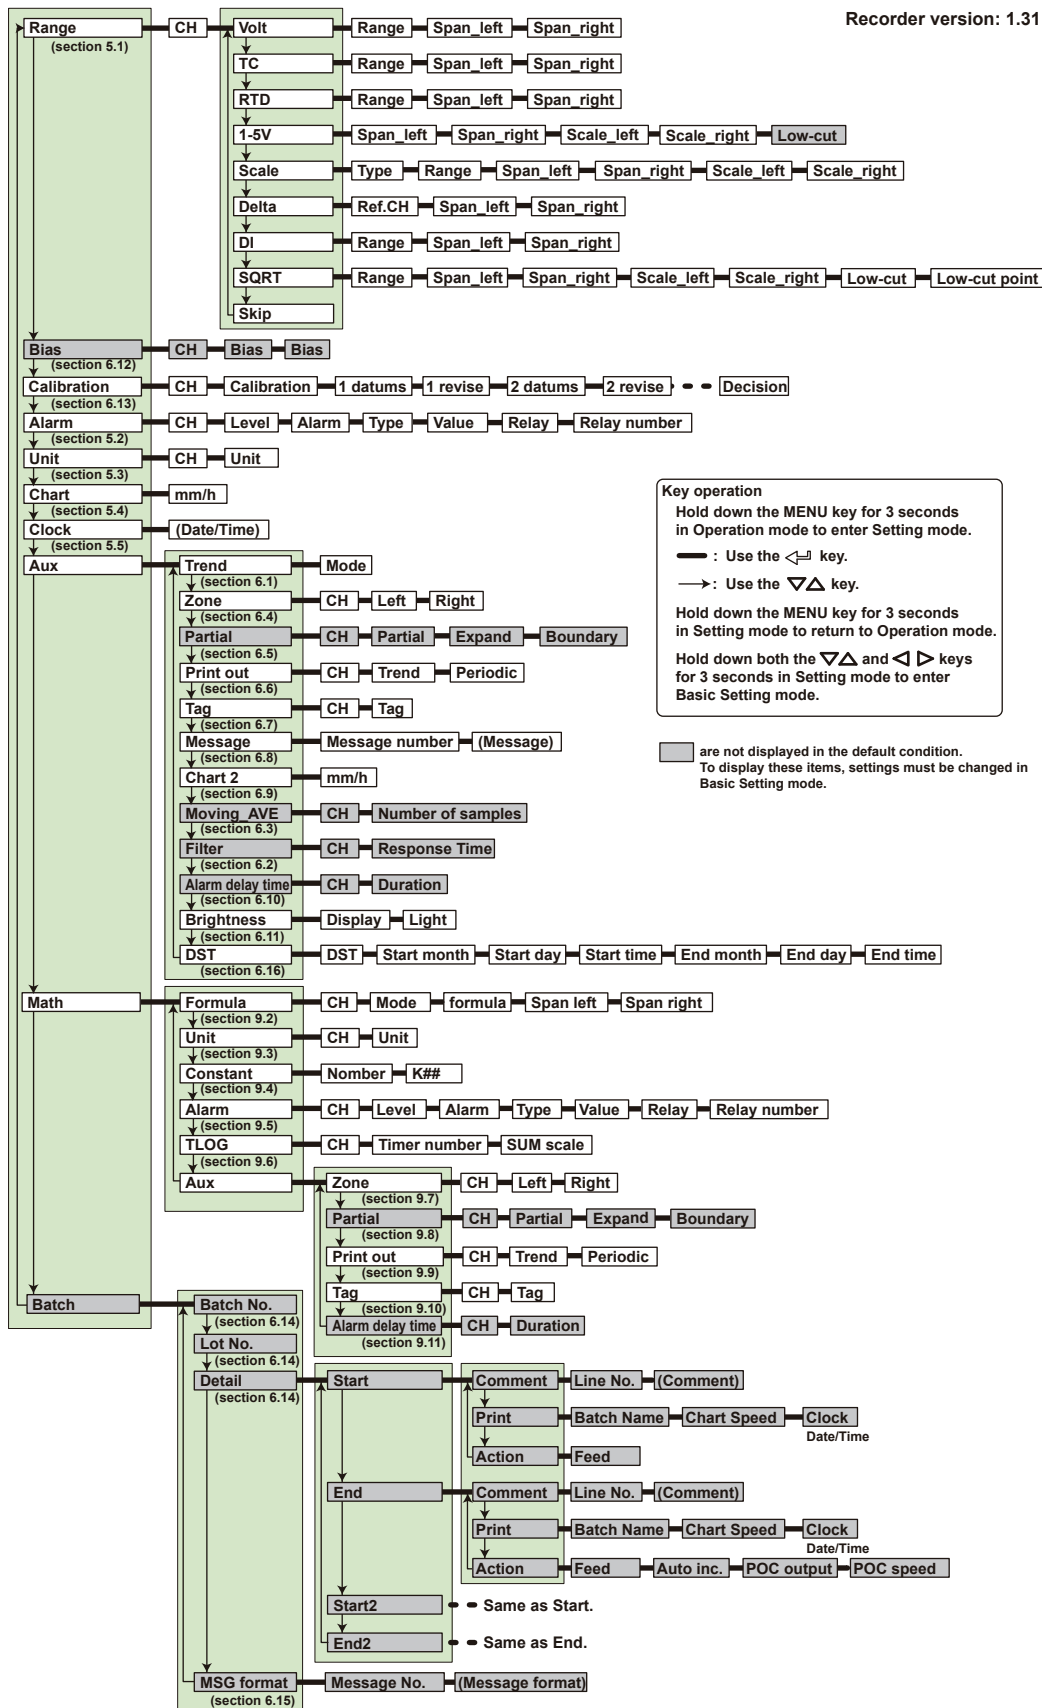 Recorder version: 1.31
Range CH Volt Range Span_left Span_right
(section 5.1)
TC Range Span_left Span_right
RTD Range Span_left Span_right
1-5V Span_left Span_right Scale_left Scale_right Low-cut
Scale Type Range Span_left Span_right Scale_left Scale_right
Delta Ref.CH Span_left Span_right
DI Range Span_left Span_right
SQRT Range Span_left Span_right Scale_left Scale_right Low-cut Low-cut point
Skip
Bias CH Bias Bias
(section 6.12)
Calibration CH Calibration 1 datums 1 revise 2 datums 2 revise Decision
(section 6.13)
Alarm CH Level Alarm Type Value Relay Relay number
(section 5.2)
Unit CH Unit
(section 5.3)
Chart mm/h
(section 5.4)
Clock (Date/Time)
(section 5.5)
Key operation
Hold down the MENU key for 3 seconds
in Operation mode to enter Setting mode.
: Use the key.
: Use the ▽△ key.
Hold down the MENU key for 3 seconds
in Setting mode to return to Operation mode.
Hold down both the ▽△ and ◁ ▷ keys
for 3 seconds in Setting mode to enter
Basic Setting mode.
are not displayed in the default condition.
To display these items, settings must be changed in
Basic Setting mode.
Aux Trend Mode
(section 6.1)
Zone CH Left Right
(section 6.4)
Partial CH Partial Expand Boundary
(section 6.5)
Print out CH Trend Periodic
(section 6.6)
Tag CH Tag
(section 6.7)
Message Message number (Message)
(section 6.8)
Chart 2 mm/h
(section 6.9)
Moving_AVE CH Number of samples
(section 6.3)
Filter CH Response Time
(section 6.2)
Alarm delay time CH Duration
(section 6.10)
Brightness Display Light
(section 6.11)
DST DST Start month Start day Start time End month End day End time
(section 6.16)
Math Formula CH Mode formula Span left Span right
(section 9.2)
Unit CH Unit
(section 9.3)
Constant Nomber K##
(section 9.4)
Alarm CH Level Alarm Type Value Relay Relay number
(section 9.5)
TLOG CH Timer number SUM scale
(section 9.6)
Aux Zone CH Left Right
(section 9.7)
Partial CH Partial Expand Boundary
(section 9.8)
Print out CH Trend Periodic
(section 9.9)
Tag CH Tag
(section 9.10)
Alarm delay time CH Duration
(section 9.11)
Batch Batch No.
(section 6.14)
Lot No.
(section 6.14)
Detail Start Comment Line No. (Comment)
(section 6.14)
Print Batch Name Chart Speed Clock
Date/Time
Action Feed
End Comment Line No. (Comment)
Print Batch Name Chart Speed Clock
Date/Time
Action Feed Auto inc. POC output POC speed
Start2 Same as Start.
End2 Same as End.
MSG format Message No. (Message format)
(section 6.15)